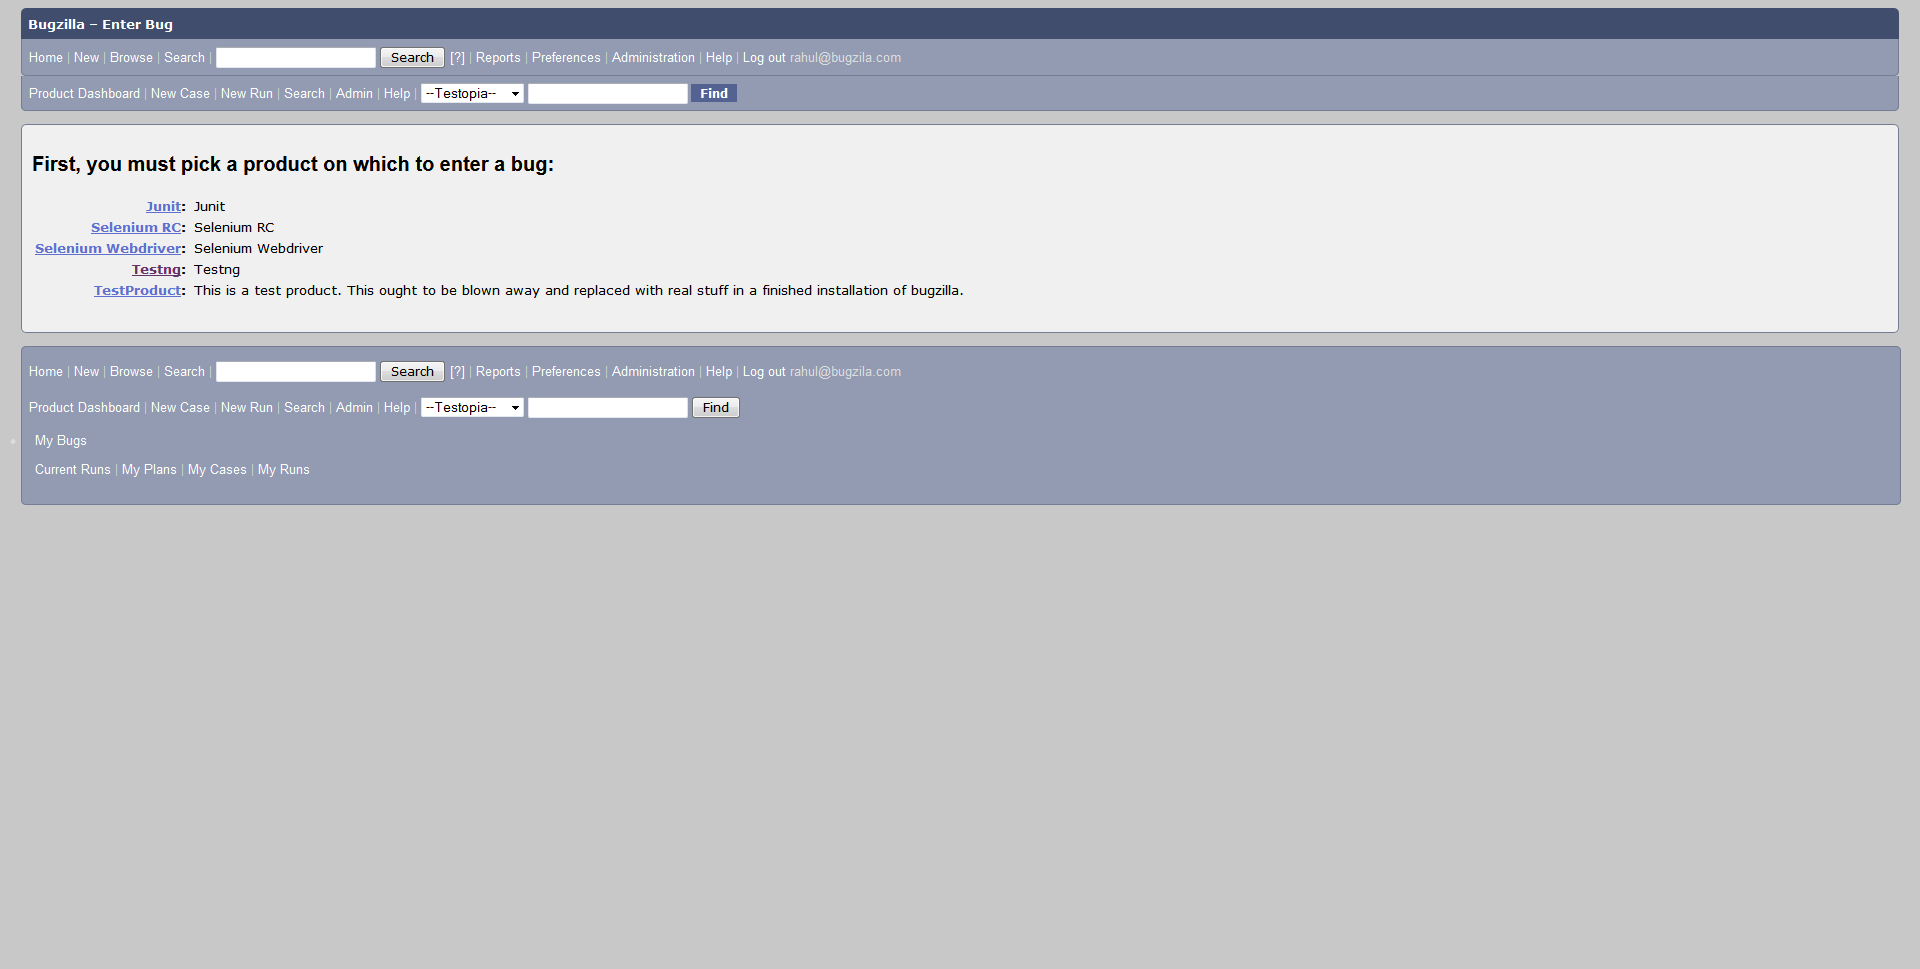 Bugzilla – Enter Bug
Home | New | Browse | Search | Search [?] | Reports | Preferences | Administration | Help | Log out rahul@bugzila.com
Product Dashboard | New Case | New Run | Search | Admin | Help | --Testopia-- Find
First, you must pick a product on which to enter a bug:
Junit: Junit
Selenium RC: Selenium RC
Selenium Webdriver: Selenium Webdriver
Testng: Testng
TestProduct: This is a test product. This ought to be blown away and replaced with real stuff in a finished installation of bugzilla.
Home | New | Browse | Search | Search [?] | Reports | Preferences | Administration | Help | Log out rahul@bugzila.com
Product Dashboard | New Case | New Run | Search | Admin | Help | --Testopia-- Find
My Bugs
Current Runs | My Plans | My Cases | My Runs